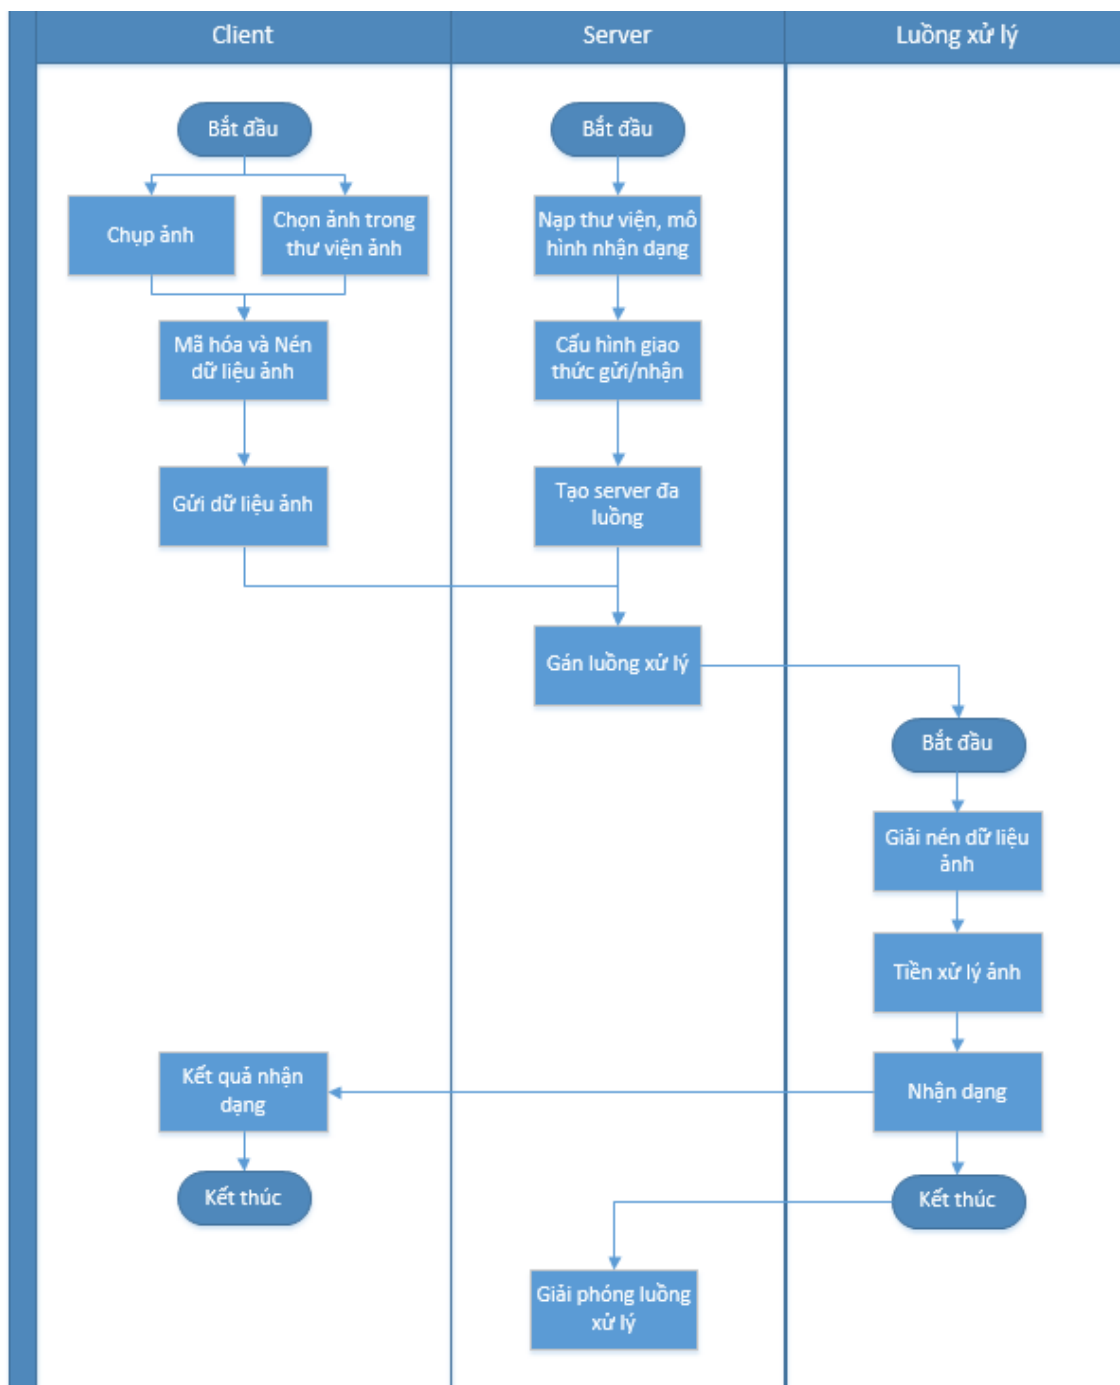 Client
Server
Luồng xử lý
Bắt đầu
Bắt đầu
Chụp ảnh
Chọn ảnh trong
thư viện ảnh
Nạp thư viện, mô
hình nhận dạng
Mã hóa và Nén
dữ liệu ảnh
Cấu hình giao
thức gửi/nhận
Gửi dữ liệu ảnh
Tạo server đa
luồng
Gán luồng xử lý
Bắt đầu
Giải nén dữ liệu
ảnh
Tiền xử lý ảnh
Kết quả nhận
dạng
Nhận dạng
Kết thúc
Kết thúc
Giải phóng luồng
xử lý